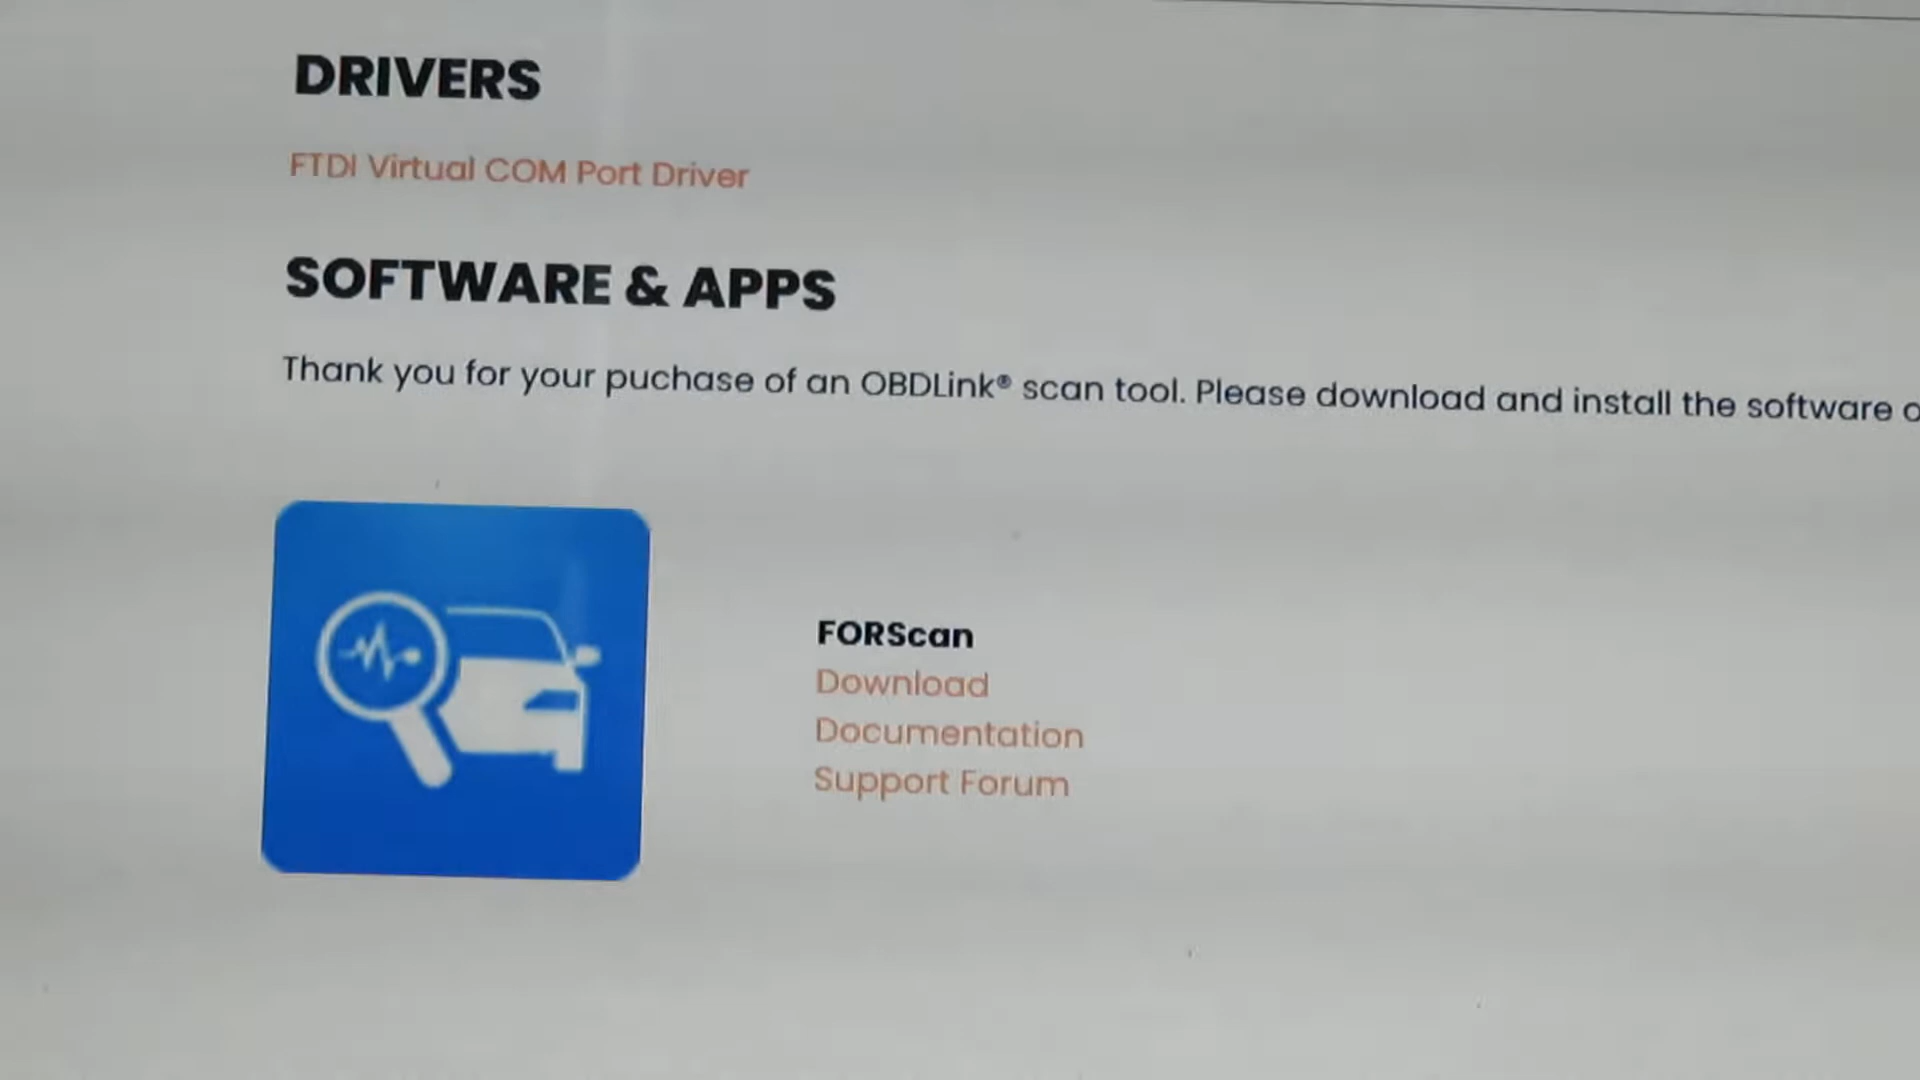 DRIVERS
FTDI Virtual COM Port Driver
SOFTWARE & APPS
Thank you for your puchase of an OBDLink® scan tool. Please download and install the software
FORScan
Download
Documentation
Support Forum